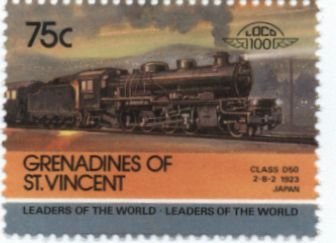 75c
LOCO
100
GRENADINES OF
ST. VINCENT
CLASS D50
2-8-2 1923
JAPAN
LEADERS OF THE WORLD · LEADERS OF THE WORLD